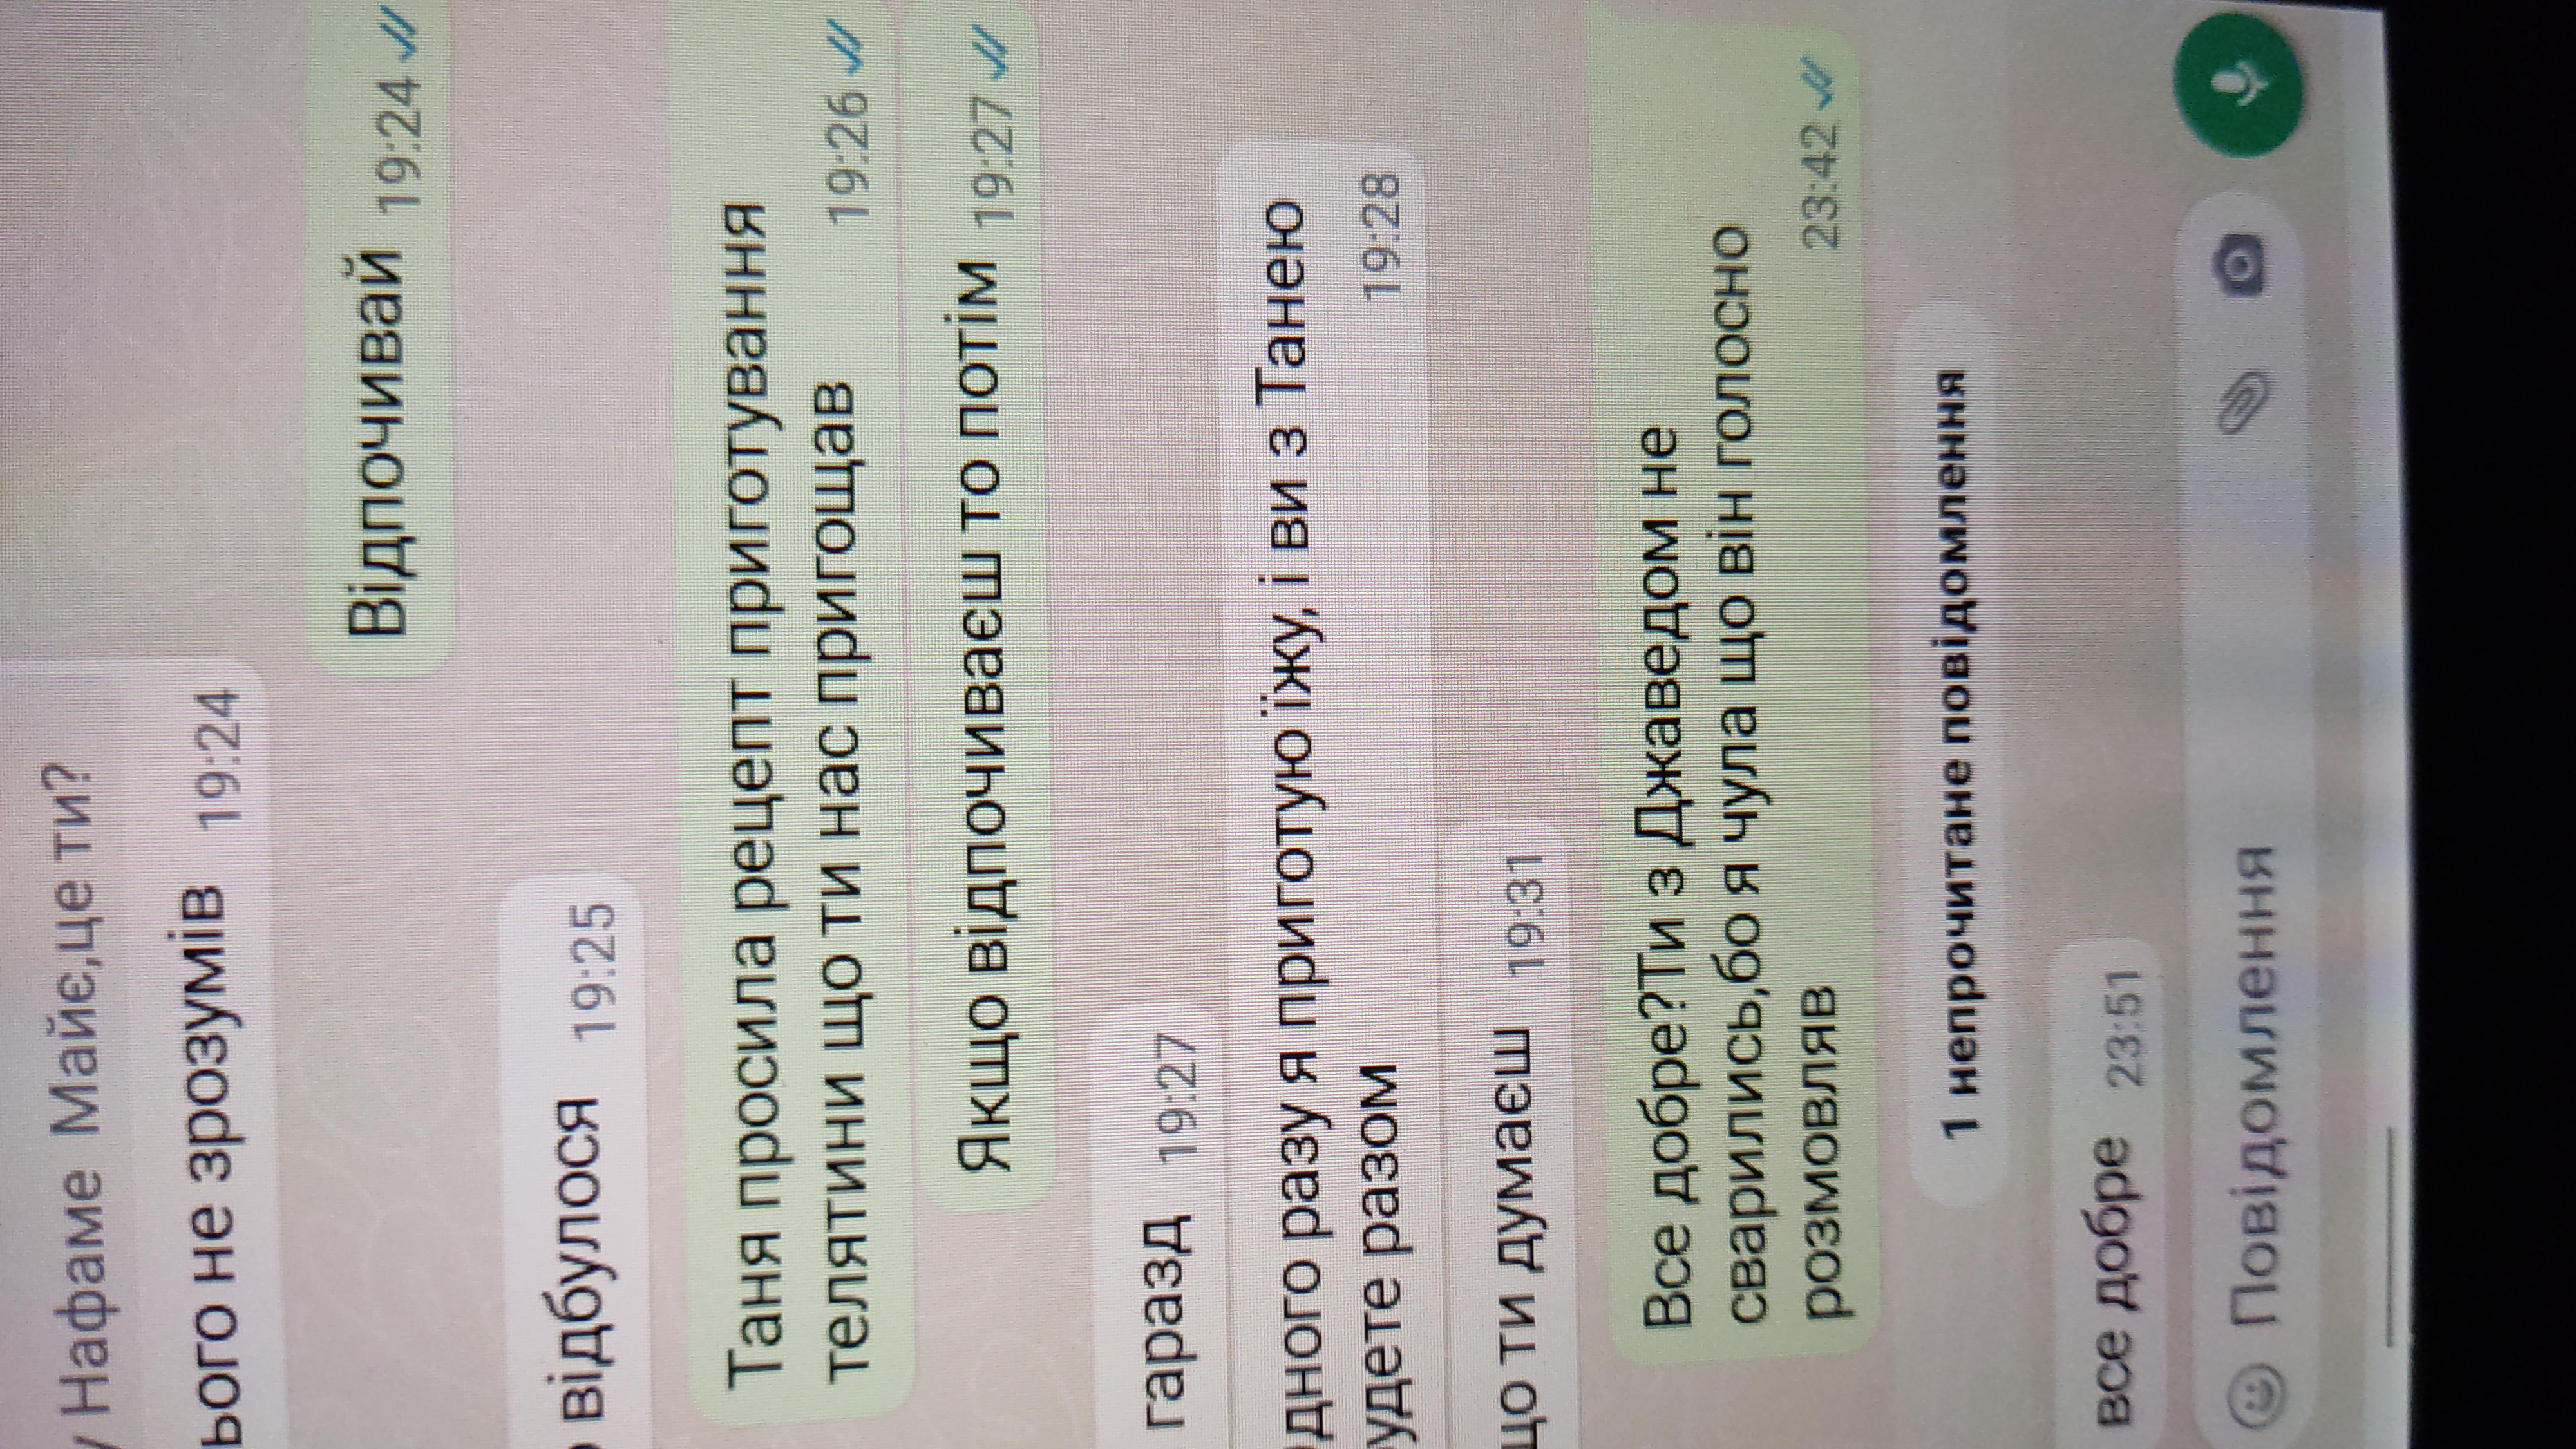 Нафаме Майє,це ти?
ього не зрозумів 19:24
Відпочивай 19:24
відбулося 19:25
Таня просила рецепт приготування
телятини що ти нас пригощав 19:26
Якщо відпочиваєш то потім 19:27
гаразд 19:27
дного разу я приготую їжу, і ви з Танею
удете разом 19:28
що ти думаєш 19:31
Все добре?Ти з Джаведом не
сварились,бо я чула що він голосно
розмовляв 23:42
1 непрочитане повідомлення
все добре 23:51
Повідомлення